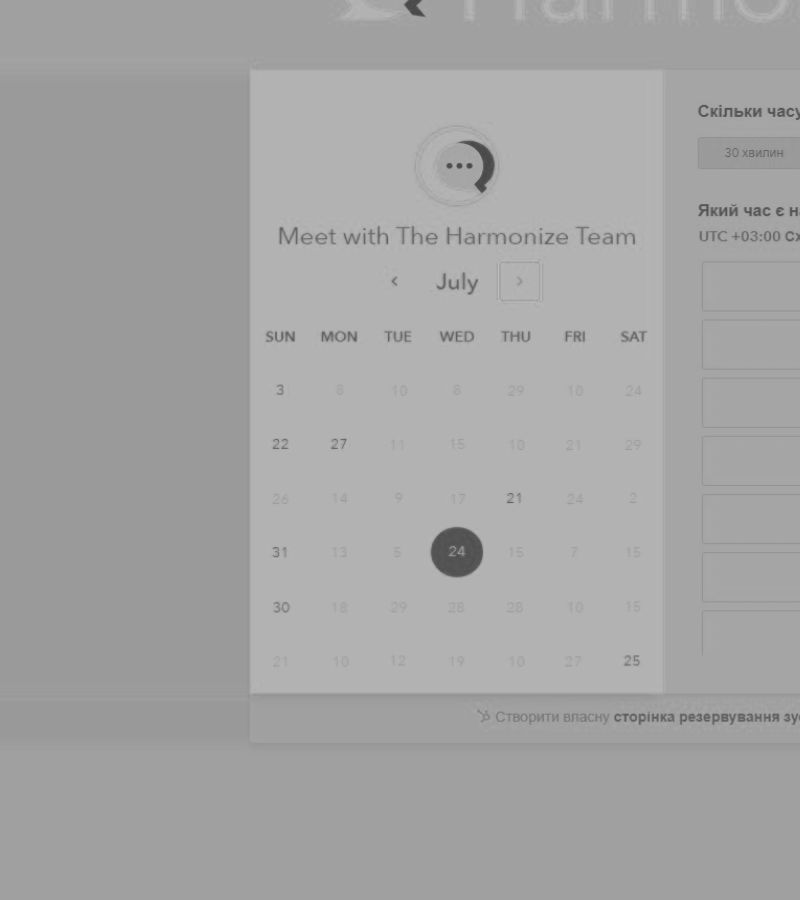 Harmo
Meet with The Harmonize Team
July
SUN MON TUE WED THU FRI SAT
3 8 10 8 29 10 24
22 27 11 15 10 21 29
26 14 9 17 21 24 2
31 13 5 24 15 7 15
30 18 29 28 28 10 15
21 10 12 19 10 27 25
Скільки часу
30 хвилин
Який час є н
UTC +03:00 С
Створити власну сторінка резервування зу